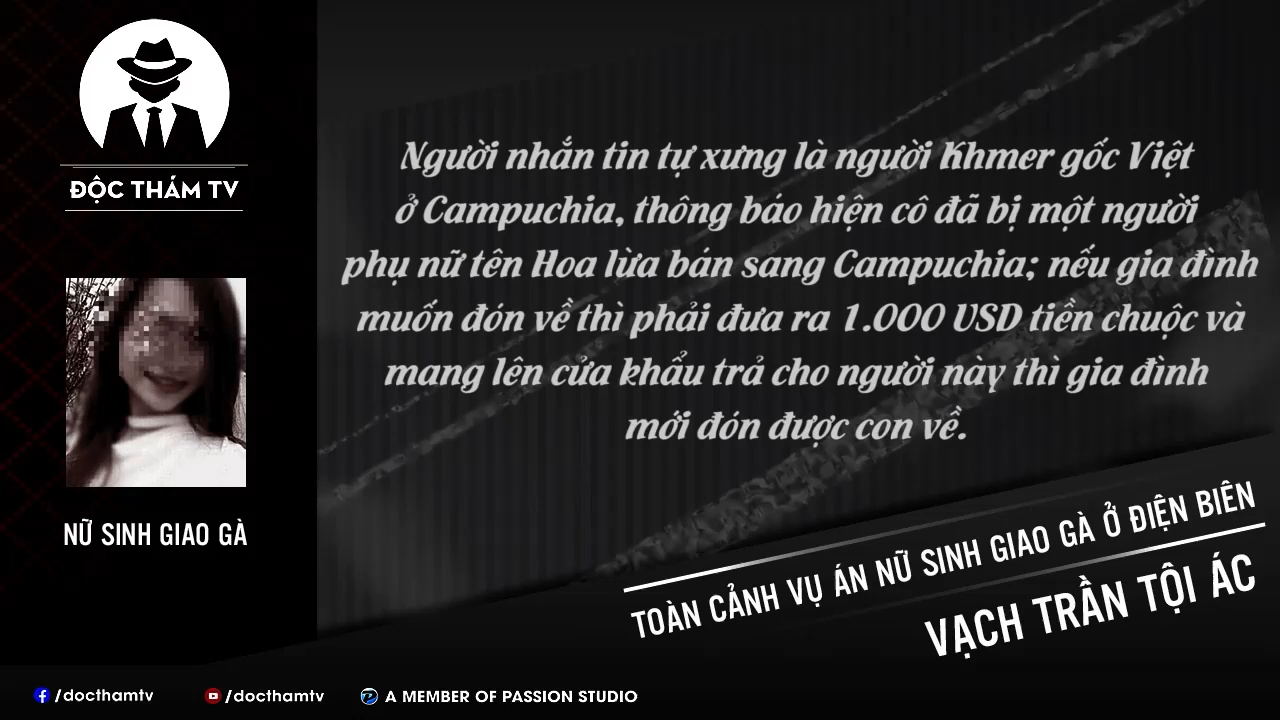 ĐỘC THÁM TV
NỮ SINH GIAO GÀ
Người nhắn tin tự xưng là người Khmer gốc Việt
ở Campuchia, thông báo hiện cô đã bị một người
phụ nữ tên Hoa lừa bán sang Campuchia; nếu gia đình
muốn đón về thì phải đưa ra 1.000 USD tiền chuộc và
mang lên cửa khẩu trả cho người này thì gia đình
mới đón được con về.
TOÀN CẢNH VỤ ÁN NỮ SINH GIAO GÀ Ở ĐIỆN BIÊN
VẠCH TRẦN TỘI ÁC
/docthamtv
/docthamtv
A MEMBER OF PASSION STUDIO